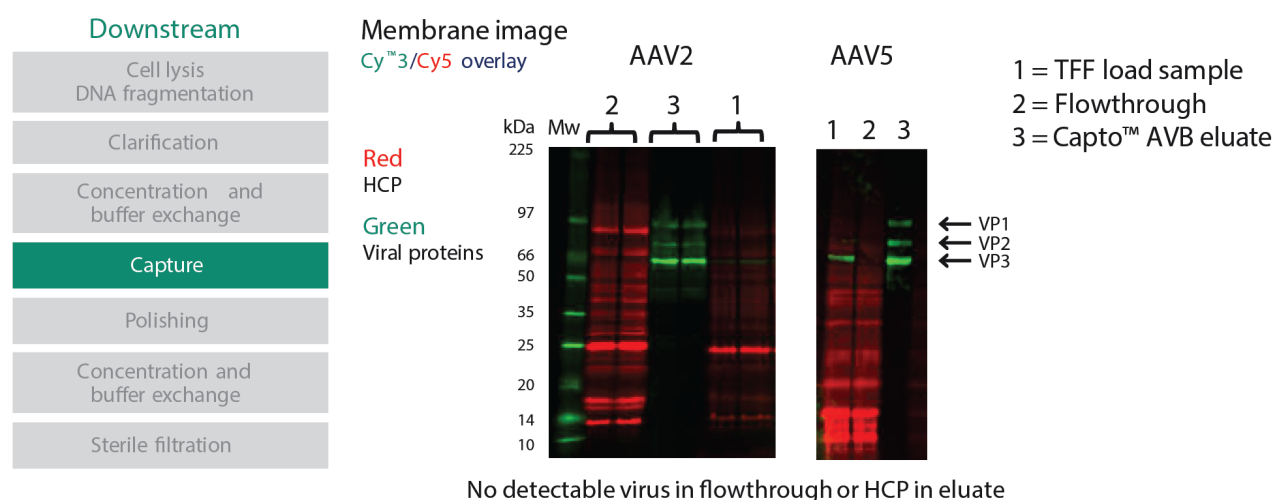 Downstream
Cell lysis
DNA fragmentation
Clarification
Concentration and
buffer exchange
Capture
Polishing
Concentration and
buffer exchange
Sterile filtration
Membrane image
Cy™3/Cy5 overlay
Red
HCP
Green
Viral proteins
AAV2
AAV5
2 3 1
1 2 3
kDa Mw
225
97
66
50
35
25
20
14
10
VP1
VP2
VP3
1 = TFF load sample
2 = Flowthrough
3 = Capto™ AVB eluate
No detectable virus in flowthrough or HCP in eluate